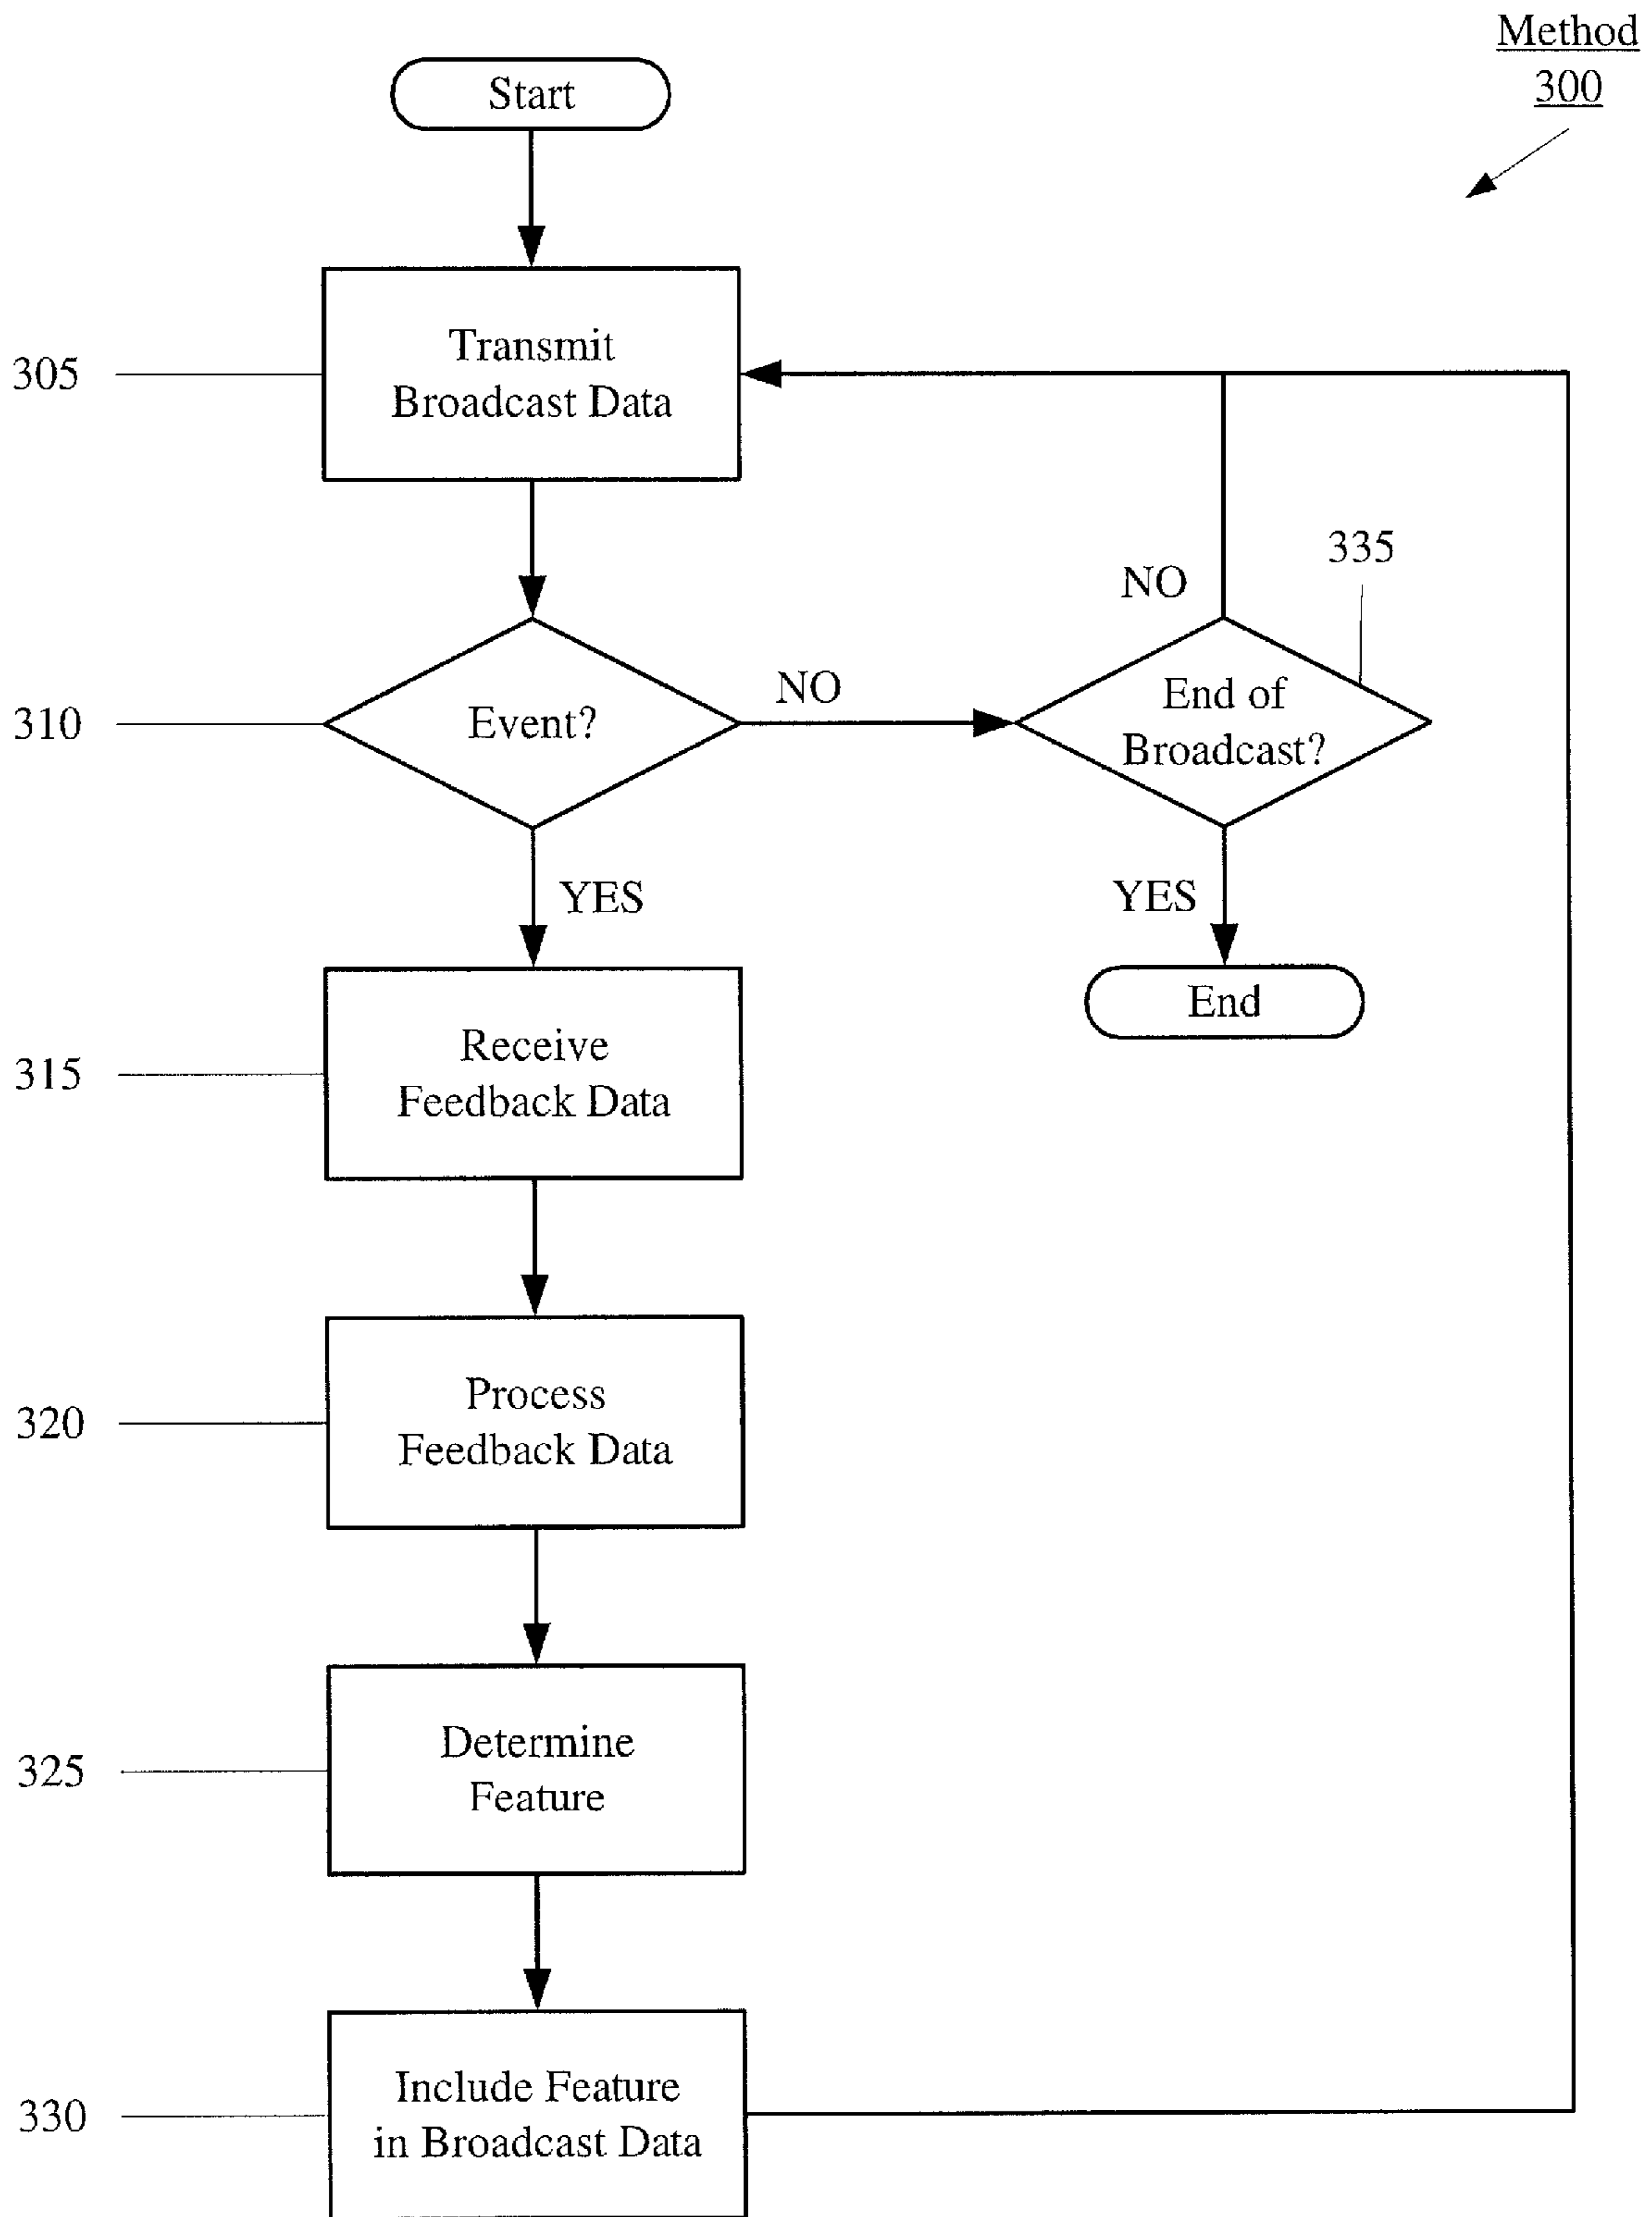 Method
300
Start
305
Transmit
Broadcast Data
335
NO
310
Event?
NO
End of
Broadcast?
YES
YES
End
315
Receive
Feedback Data
320
Process
Feedback Data
325
Determine
Feature
330
Include Feature
in Broadcast Data